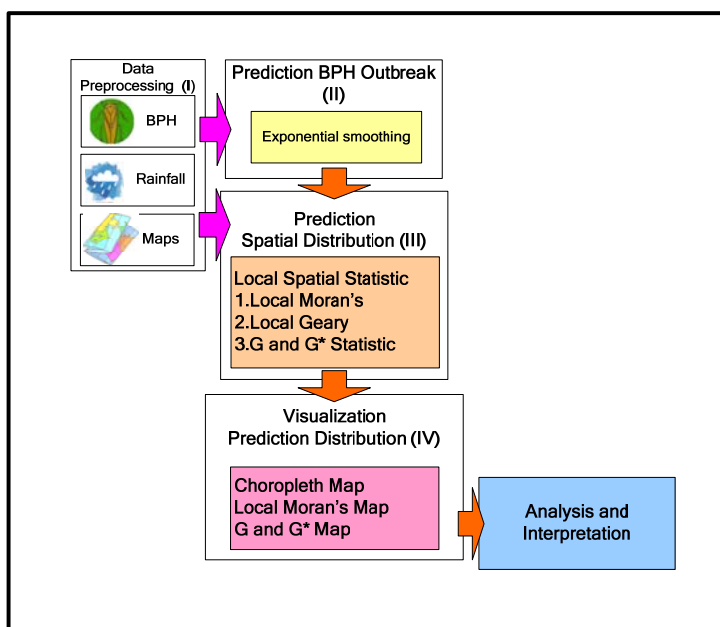 Data
Preprocessing (I)
BPH
Rainfall
Maps
Prediction BPH Outbreak
(II)
Exponential smoothing
Prediction
Spatial Distribution (III)
Local Spatial Statistic
1.Local Moran's
2.Local Geary
3.G and G* Statistic
Visualization
Prediction Distribution (IV)
Choropleth Map
Local Moran's Map
G and G* Map
Analysis and
Interpretation